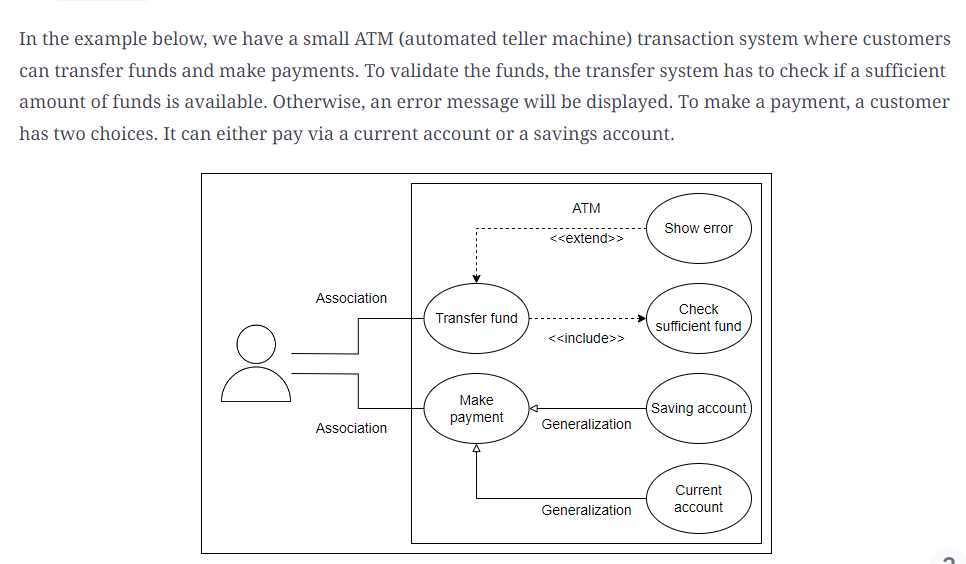 In the example below, we have a small ATM (automated teller machine) transaction system where customers
can transfer funds and make payments. To validate the funds, the transfer system has to check if a sufficient
amount of funds is available. Otherwise, an error message will be displayed. To make a payment, a customer
has two choices. It can either pay via a current account or a savings account.
ATM
Show error
<<extend>>
Association
Transfer fund
Check
sufficient fund
<<include>>
Make
payment
Saving account
Generalization
Association
Current
account
Generalization